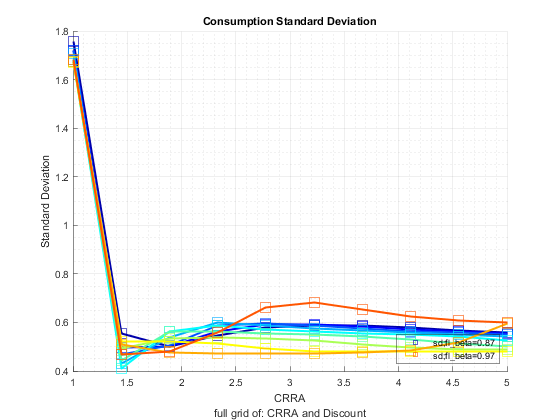 Consumption Standard Deviation
1.8
1.6
1.4
1.2
1
0.8
0.6
0.4
Standard Deviation
sd;fl_beta=0.87
sd;fl_beta=0.97
1
1.5
2
2.5
3
3.5
4
4.5
5
CRRA
full grid of: CRRA and Discount